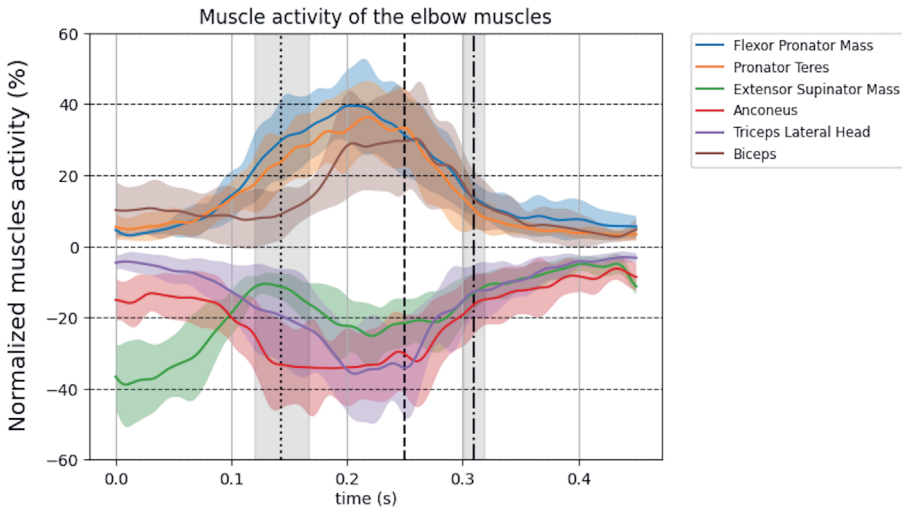 Muscle activity of the elbow muscles
Normalized muscles activity (%)
60
40
20
0
−20
−40
−60
0.0
0.1
0.2
0.3
0.4
time (s)
Flexor Pronator Mass
Pronator Teres
Extensor Supinator Mass
Anconeus
Triceps Lateral Head
Biceps